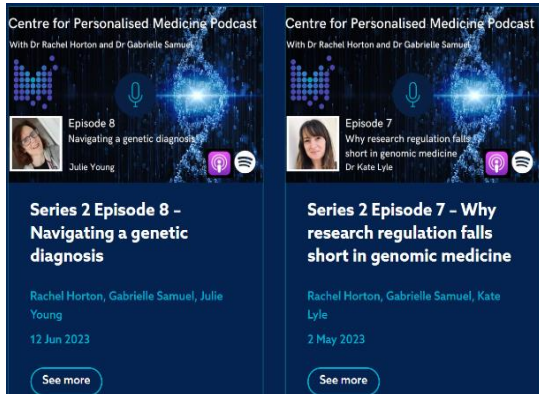 Centre for Personalised Medicine Podcast
With Dr Rachel Horton and Dr Gabrielle Samuel
Episode 8
Navigating a genetic diagnosis
Julie Young
Series 2 Episode 8 –
Navigating a genetic
diagnosis
Rachel Horton, Gabrielle Samuel, Julie
Young
12 Jun 2023
See more
Centre for Personalised Medicine Podcast
With Dr Rachel Horton and Dr Gabrielle Samuel
Episode 7
Why research regulation falls
short in genomic medicine
Dr Kate Lyle
Series 2 Episode 7 – Why
research regulation falls
short in genomic medicine
Rachel Horton, Gabrielle Samuel, Kate
Lyle
2 May 2023
See more